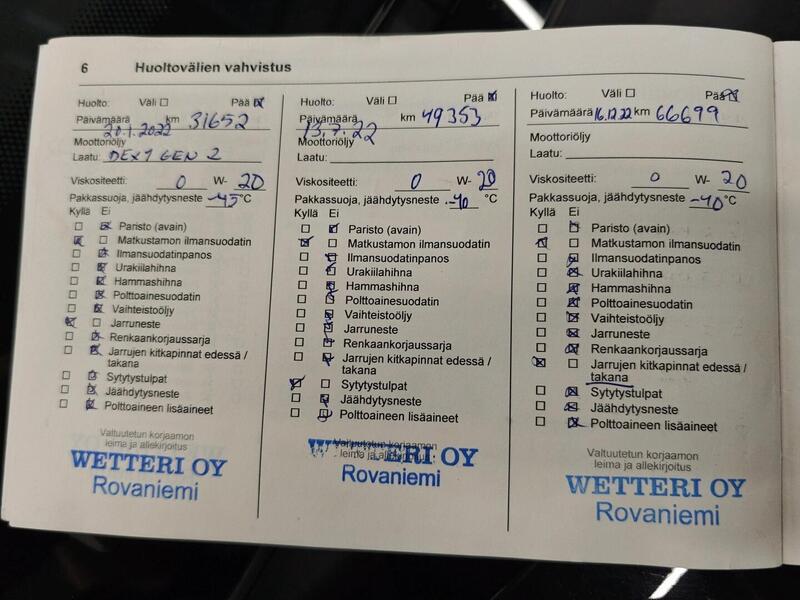 6 Huoltovälien vahvistus
Huolto: Väli ☐ Pää ☒
Päivämäärä km 31652
20.1.2022
Moottoriöljy
Laatu: DEX1 GEN 2
Viskositeetti: 0 W- 20
Pakkassuoja, jäähdytysneste -45 °C
Kyllä Ei
☐ ☒ Paristo (avain)
☒ ☐ Matkustamon ilmansuodatin
☐ ☒ Ilmansuodatinpanos
☐ ☒ Urakiilahihna
☐ ☒ Hammashihna
☐ ☒ Polttoainesuodatin
☐ ☒ Vaihteistoöljy
☒ ☐ Jarruneste
☐ ☒ Renkaankorjaussarja
☐ ☒ Jarrujen kitkapinnat edessä /
takana
☐ ☒ Sytytystulpat
☐ ☒ Jäähdytysneste
☐ ☒ Polttoaineen lisäaineet
Valtuutetun korjaamon
leima ja allekirjoitus
WETTERI OY
Rovaniemi
Huolto: Väli ☐ Pää ☒
Päivämäärä km 49353
13.7.22
Moottoriöljy
Laatu:
Viskositeetti: 0 W- 20
Pakkassuoja, jäähdytysneste -40 °C
Kyllä Ei
☐ ☒ Paristo (avain)
☒ ☐ Matkustamon ilmansuodatin
☐ ☒ Ilmansuodatinpanos
☐ ☒ Urakiilahihna
☐ ☒ Hammashihna
☐ ☒ Polttoainesuodatin
☐ ☒ Vaihteistoöljy
☐ ☒ Jarruneste
☐ ☒ Renkaankorjaussarja
☐ ☒ Jarrujen kitkapinnat edessä /
takana
☒ ☐ Sytytystulpat
☐ ☒ Jäähdytysneste
☐ ☒ Polttoaineen lisäaineet
Valtuutetun korjaamon
leima ja allekirjoitus
WETTERI OY
Rovaniemi
Huolto: Väli ☐ Pää ☒
Päivämäärä 16.12.22 km 66699
Moottoriöljy
Laatu:
Viskositeetti: 0 W- 20
Pakkassuoja, jäähdytysneste -40 °C
Kyllä Ei
☐ ☒ Paristo (avain)
☒ ☐ Matkustamon ilmansuodatin
☐ ☒ Ilmansuodatinpanos
☐ ☒ Urakiilahihna
☐ ☒ Hammashihna
☐ ☒ Polttoainesuodatin
☐ ☒ Vaihteistoöljy
☐ ☒ Jarruneste
☐ ☒ Renkaankorjaussarja
☒ ☐ Jarrujen kitkapinnat edessä /
takana
☐ ☒ Sytytystulpat
☐ ☒ Jäähdytysneste
☐ ☒ Polttoaineen lisäaineet
Valtuutetun korjaamon
leima ja allekirjoitus
WETTERI OY
Rovaniemi